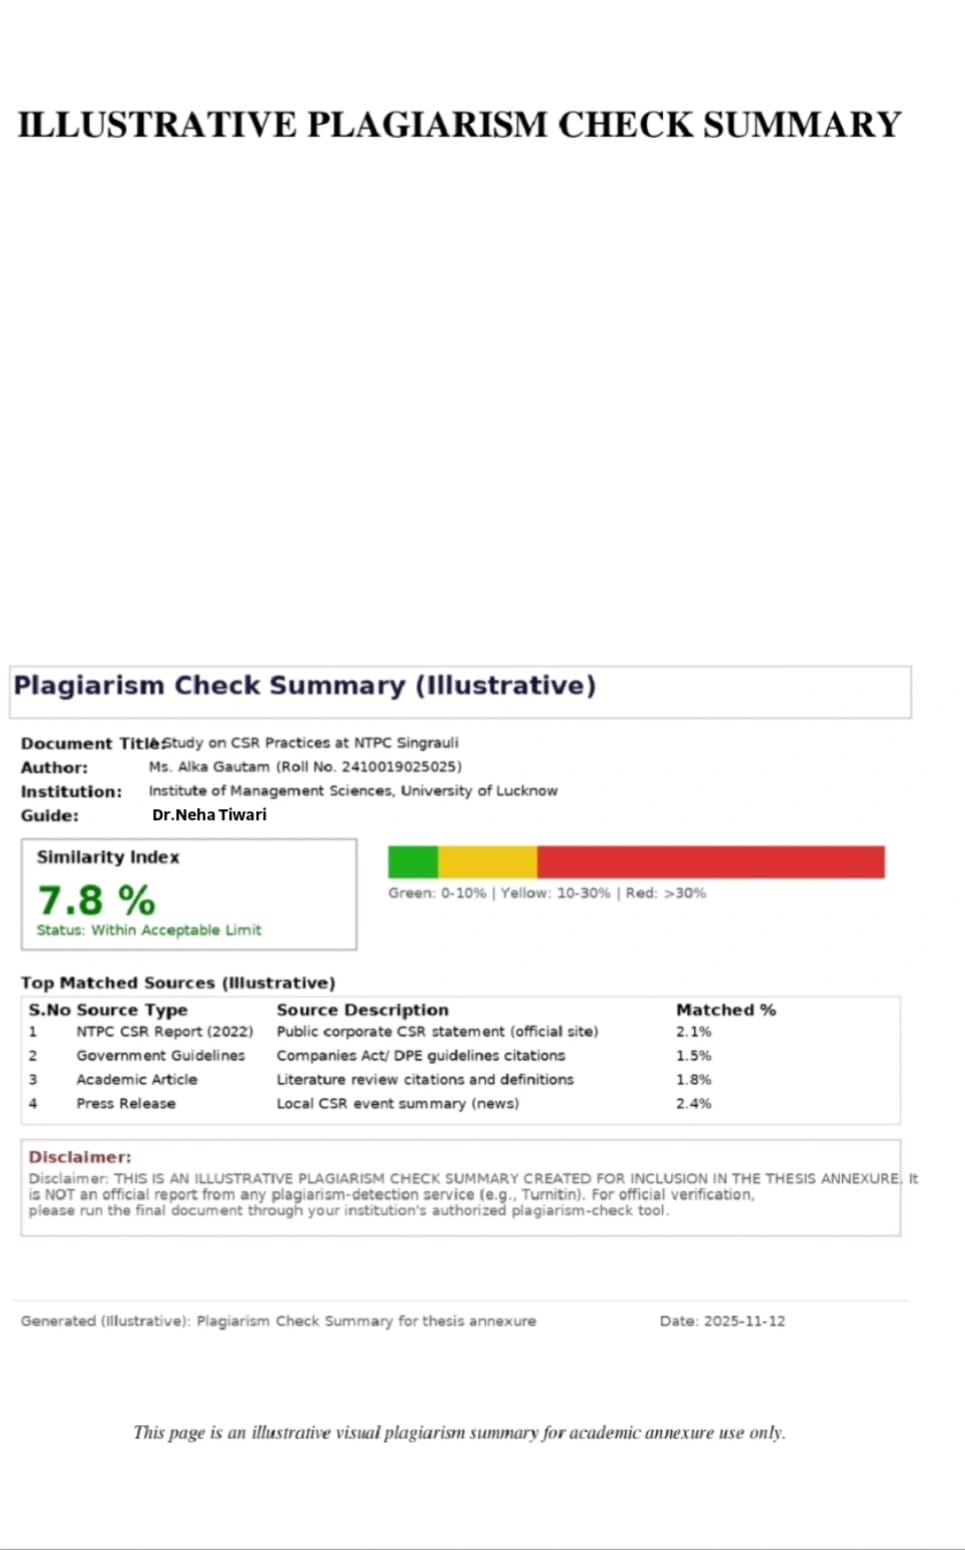 ILLUSTRATIVE PLAGIARISM CHECK SUMMARY
Plagiarism Check Summary (Illustrative)
Document Title: Study on CSR Practices at NTPC Singrauli
Author: Ms. Alka Gautam (Roll No. 2410019025025)
Institution: Institute of Management Sciences, University of Lucknow
Guide: Dr.Neha Tiwari
Similarity Index
7.8 %
Status: Within Acceptable Limit
Green: 0-10% | Yellow: 10-30% | Red: >30%
Top Matched Sources (Illustrative)
S.No Source Type Source Description Matched %
1 NTPC CSR Report (2022) Public corporate CSR statement (official site) 2.1%
2 Government Guidelines Companies Act/ DPE guidelines citations 1.5%
3 Academic Article Literature review citations and definitions 1.8%
4 Press Release Local CSR event summary (news) 2.4%
Disclaimer:
Disclaimer: THIS IS AN ILLUSTRATIVE PLAGIARISM CHECK SUMMARY CREATED FOR INCLUSION IN THE THESIS ANNEXURE. It
is NOT an official report from any plagiarism-detection service (e.g., Turnitin). For official verification,
please run the final document through your institution's authorized plagiarism-check tool.
Generated (Illustrative): Plagiarism Check Summary for thesis annexure Date: 2025-11-12
This page is an illustrative visual plagiarism summary for academic annexure use only.